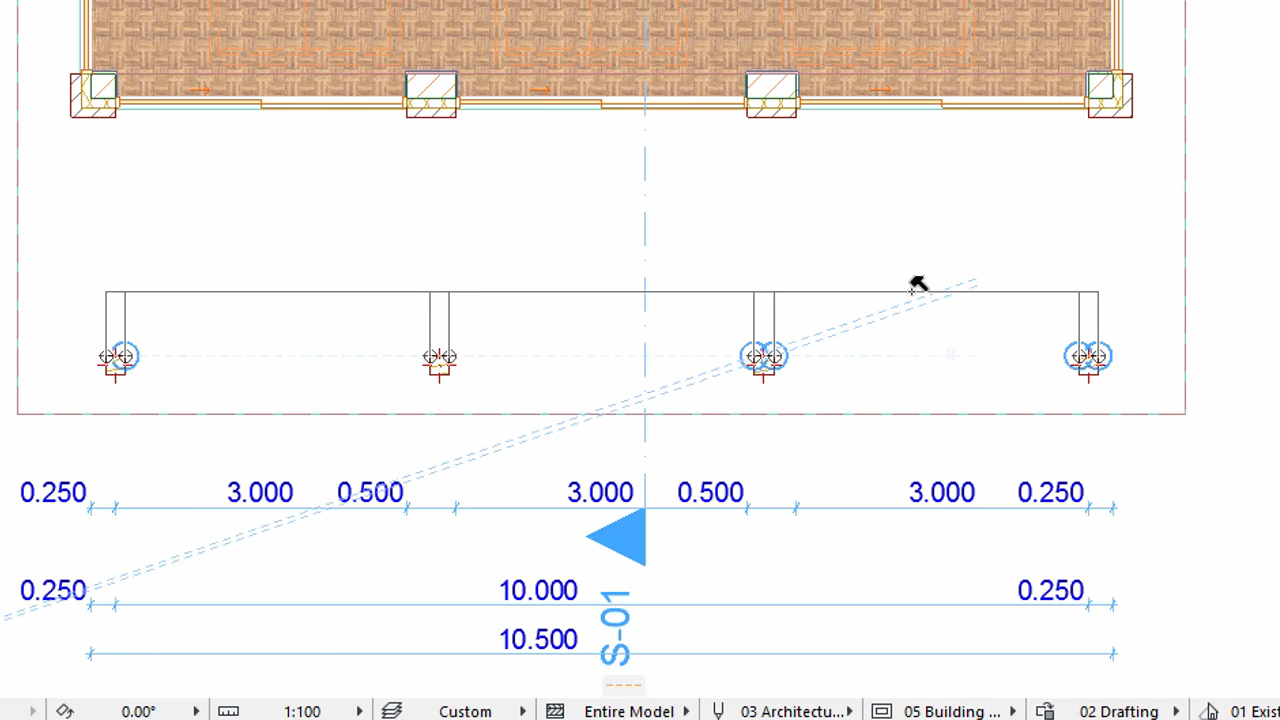 0.250 3.000 0.500 3.000 0.500 3.000 0.250
0.250 10.000 0.250
10.500
S-01
0.00° 1:100 Custom Entire Model 03 Architectu... 05 Building ... 02 Drafting 01 Exis